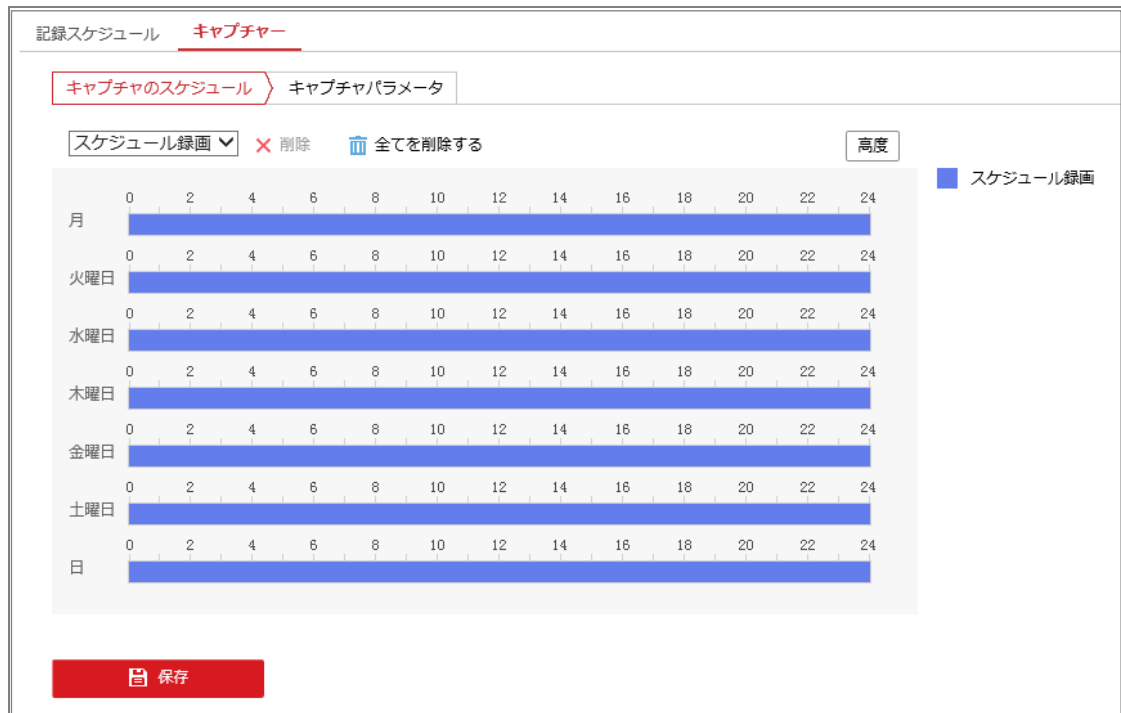 記録スケジュール キャプチャー
キャプチャのスケジュール キャプチャパラメータ
スケジュール録画 削除 全てを削除する 高度
スケジュール録画
0 2 4 6 8 10 12 14 16 18 20 22 24
月
0 2 4 6 8 10 12 14 16 18 20 22 24
火曜日
0 2 4 6 8 10 12 14 16 18 20 22 24
水曜日
0 2 4 6 8 10 12 14 16 18 20 22 24
木曜日
0 2 4 6 8 10 12 14 16 18 20 22 24
金曜日
0 2 4 6 8 10 12 14 16 18 20 22 24
土曜日
0 2 4 6 8 10 12 14 16 18 20 22 24
日
保存